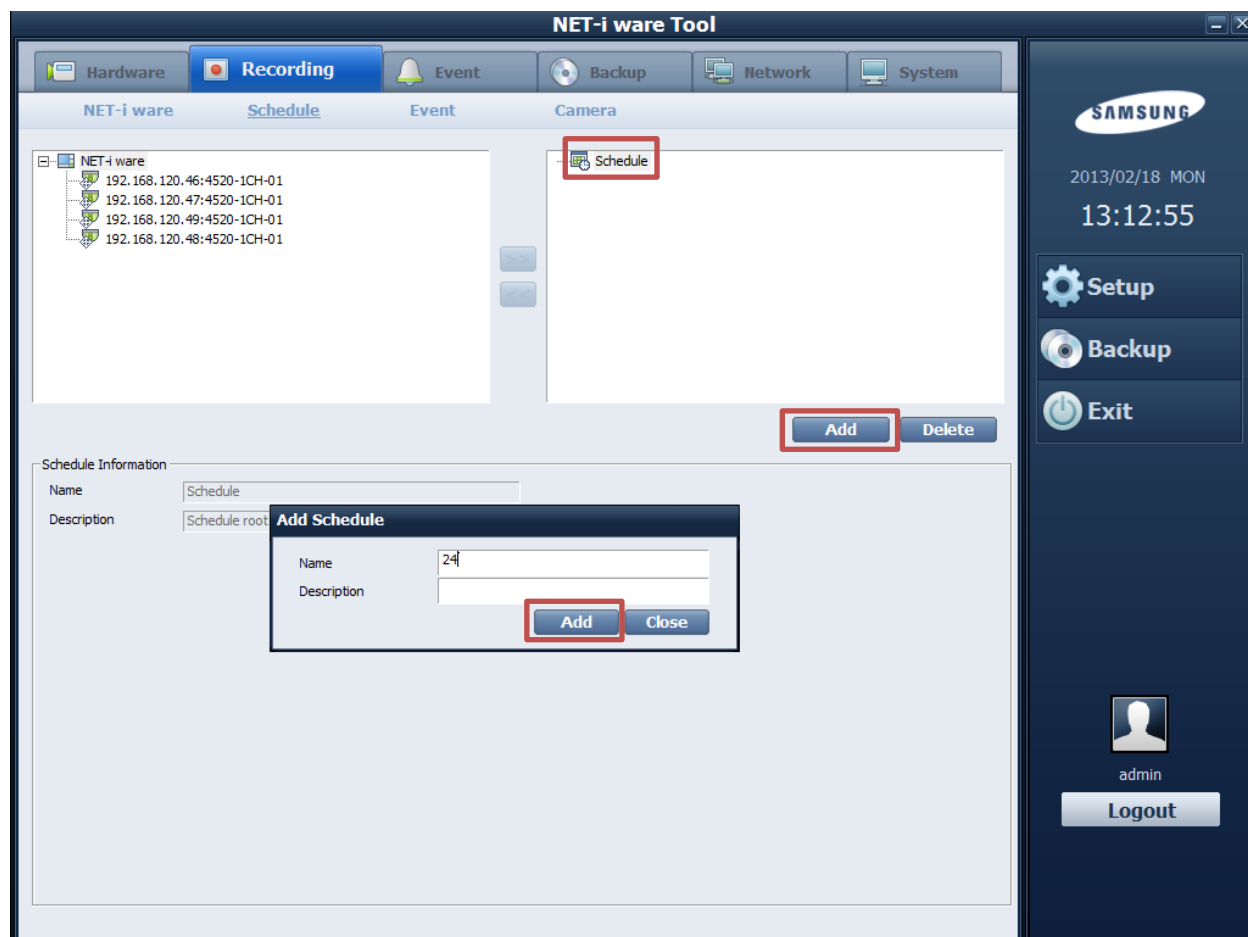 NET-i ware Tool
Hardware Recording Event Backup Network System
NET-i ware Schedule Event Camera
SAMSUNG
NET-i ware
192.168.120.46:4520-1CH-01
192.168.120.47:4520-1CH-01
192.168.120.49:4520-1CH-01
192.168.120.48:4520-1CH-01
>>
<<
Schedule
Add Delete
2013/02/18 MON
13:12:55
Setup
Backup
Exit
Schedule Information
Name Schedule
Description Schedule root
Add Schedule
Name 24
Description
Add Close
admin
Logout